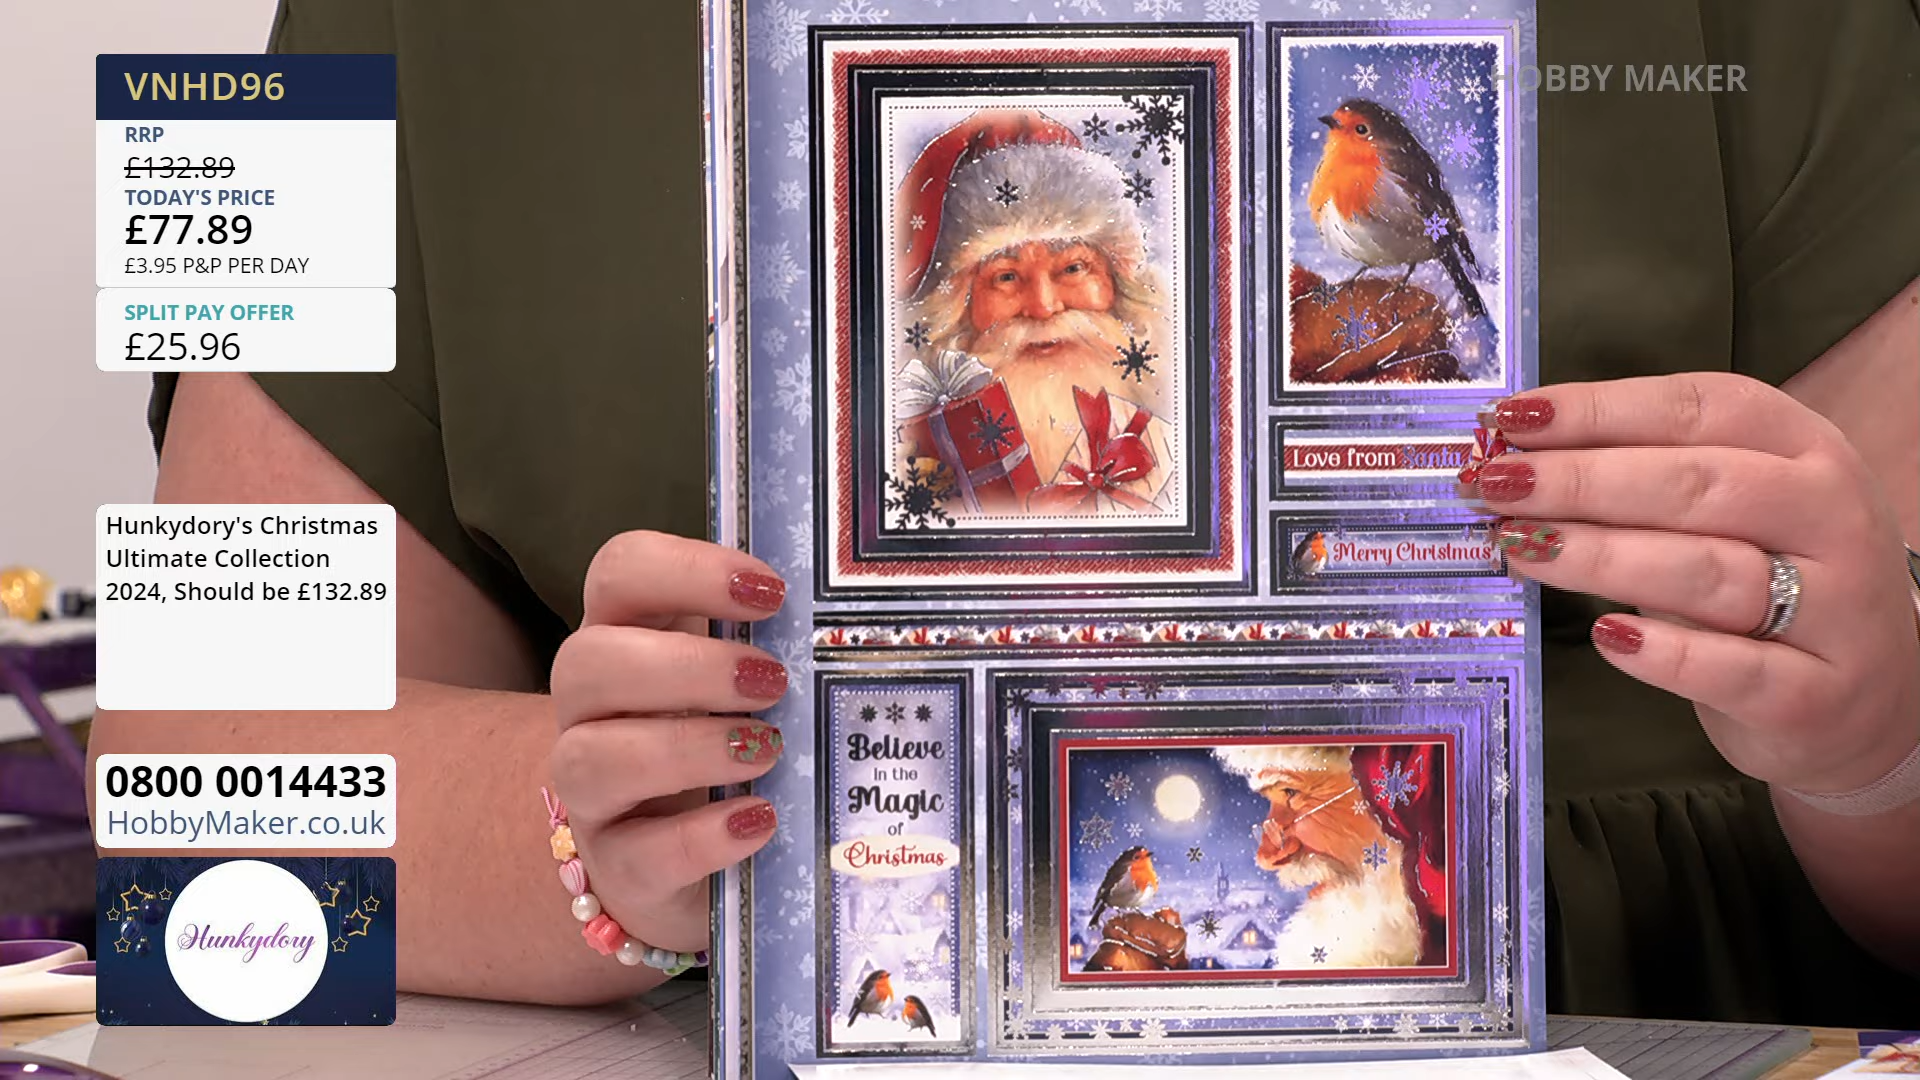 VNHD96
RRP
£132.89
TODAY'S PRICE
£77.89
£3.95 P&P PER DAY
SPLIT PAY OFFER
£25.96
Hunkydory's Christmas
Ultimate Collection
2024, Should be £132.89
0800 0014433
HobbyMaker.co.uk
Hunkydory
HOBBY MAKER
Love from Santa
Merry Christmas
Believe
in the
Magic
of
Christmas